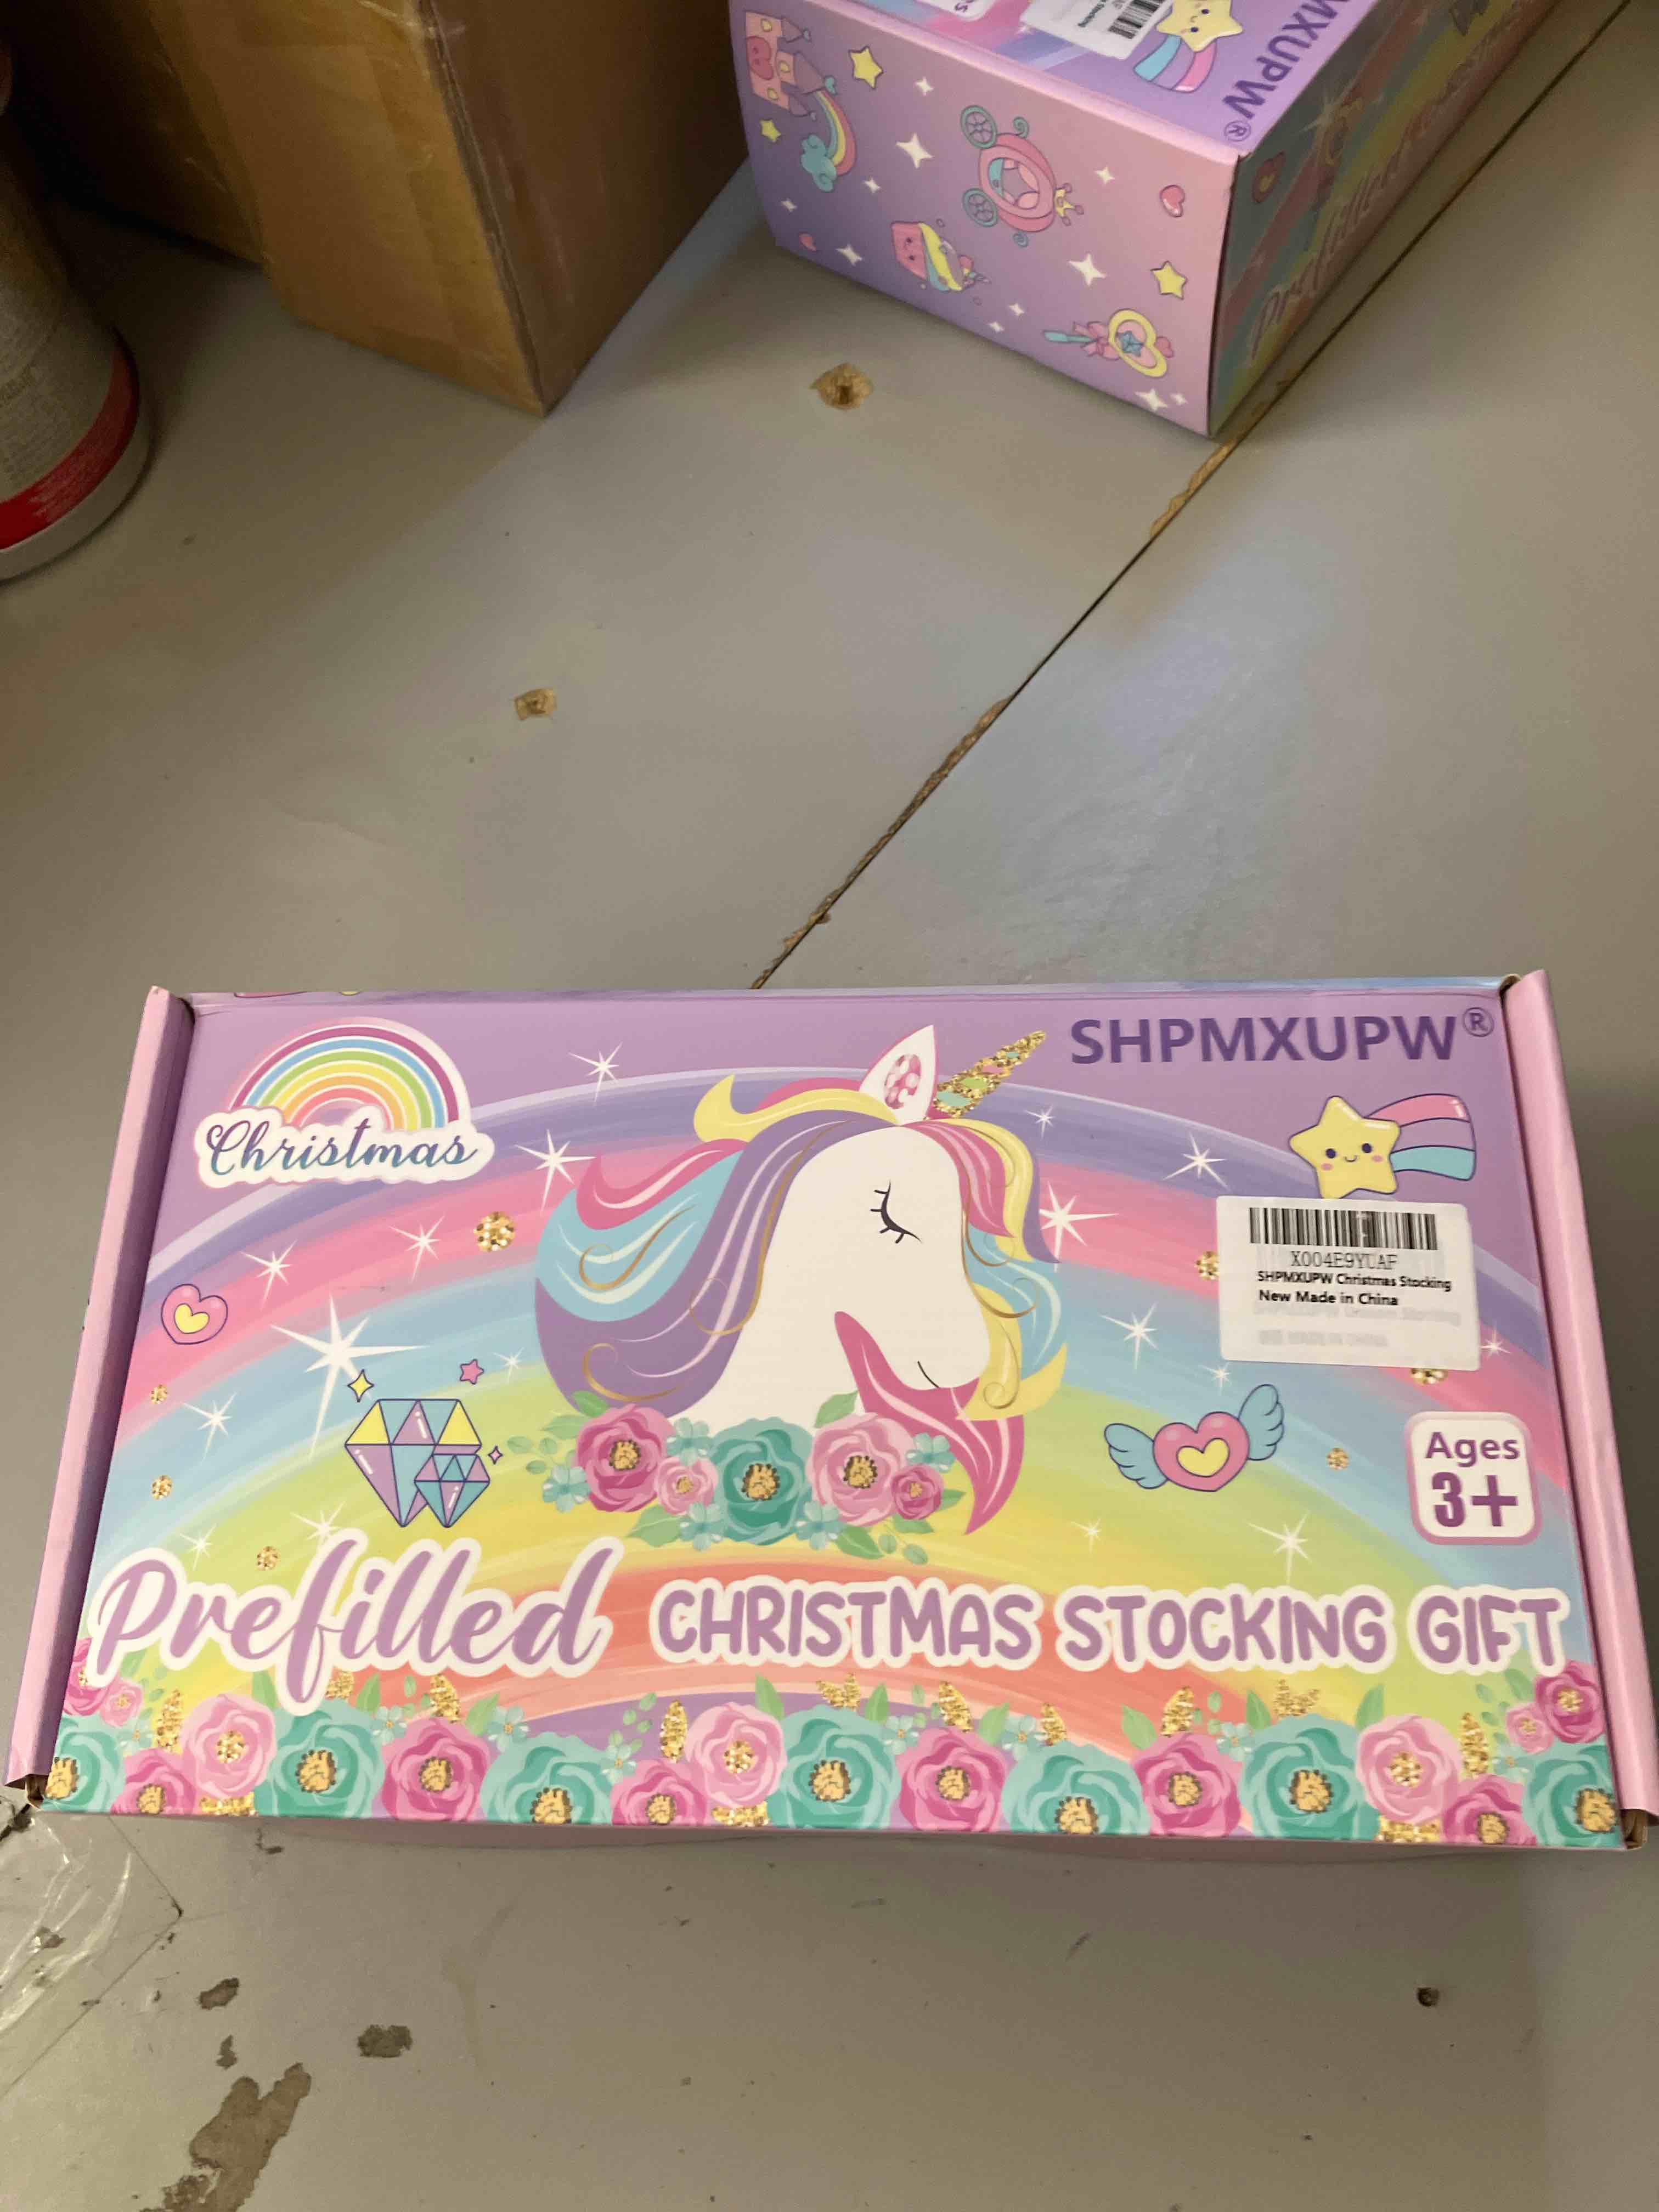 MXUPW®
SHPMXUPW®
Christmas
X004E9YUAF
SHPMXUPW Christmas Stocking
New Made in China
Ages
3+
Prefilled CHRISTMAS STOCKING GIFT